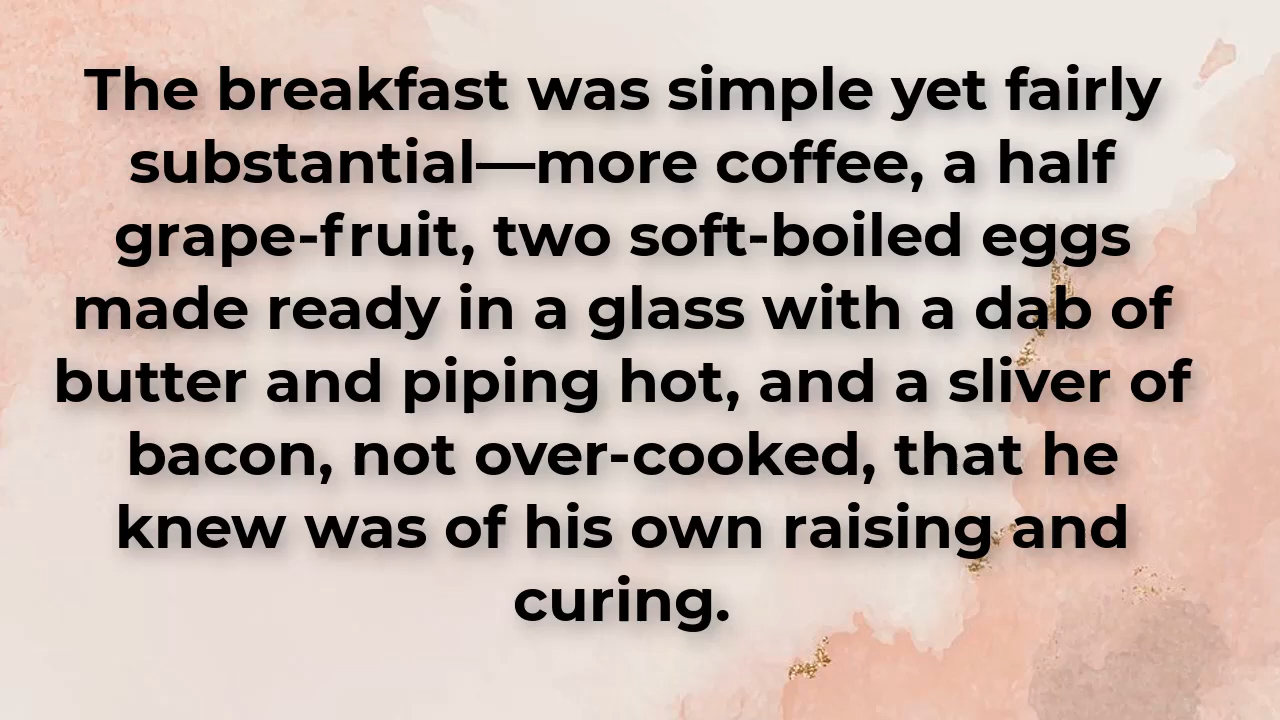 The breakfast was simple yet fairly
substantial—more coffee, a half
grape-fruit, two soft-boiled eggs
made ready in a glass with a dab of
butter and piping hot, and a sliver of
bacon, not over-cooked, that he
knew was of his own raising and
curing.